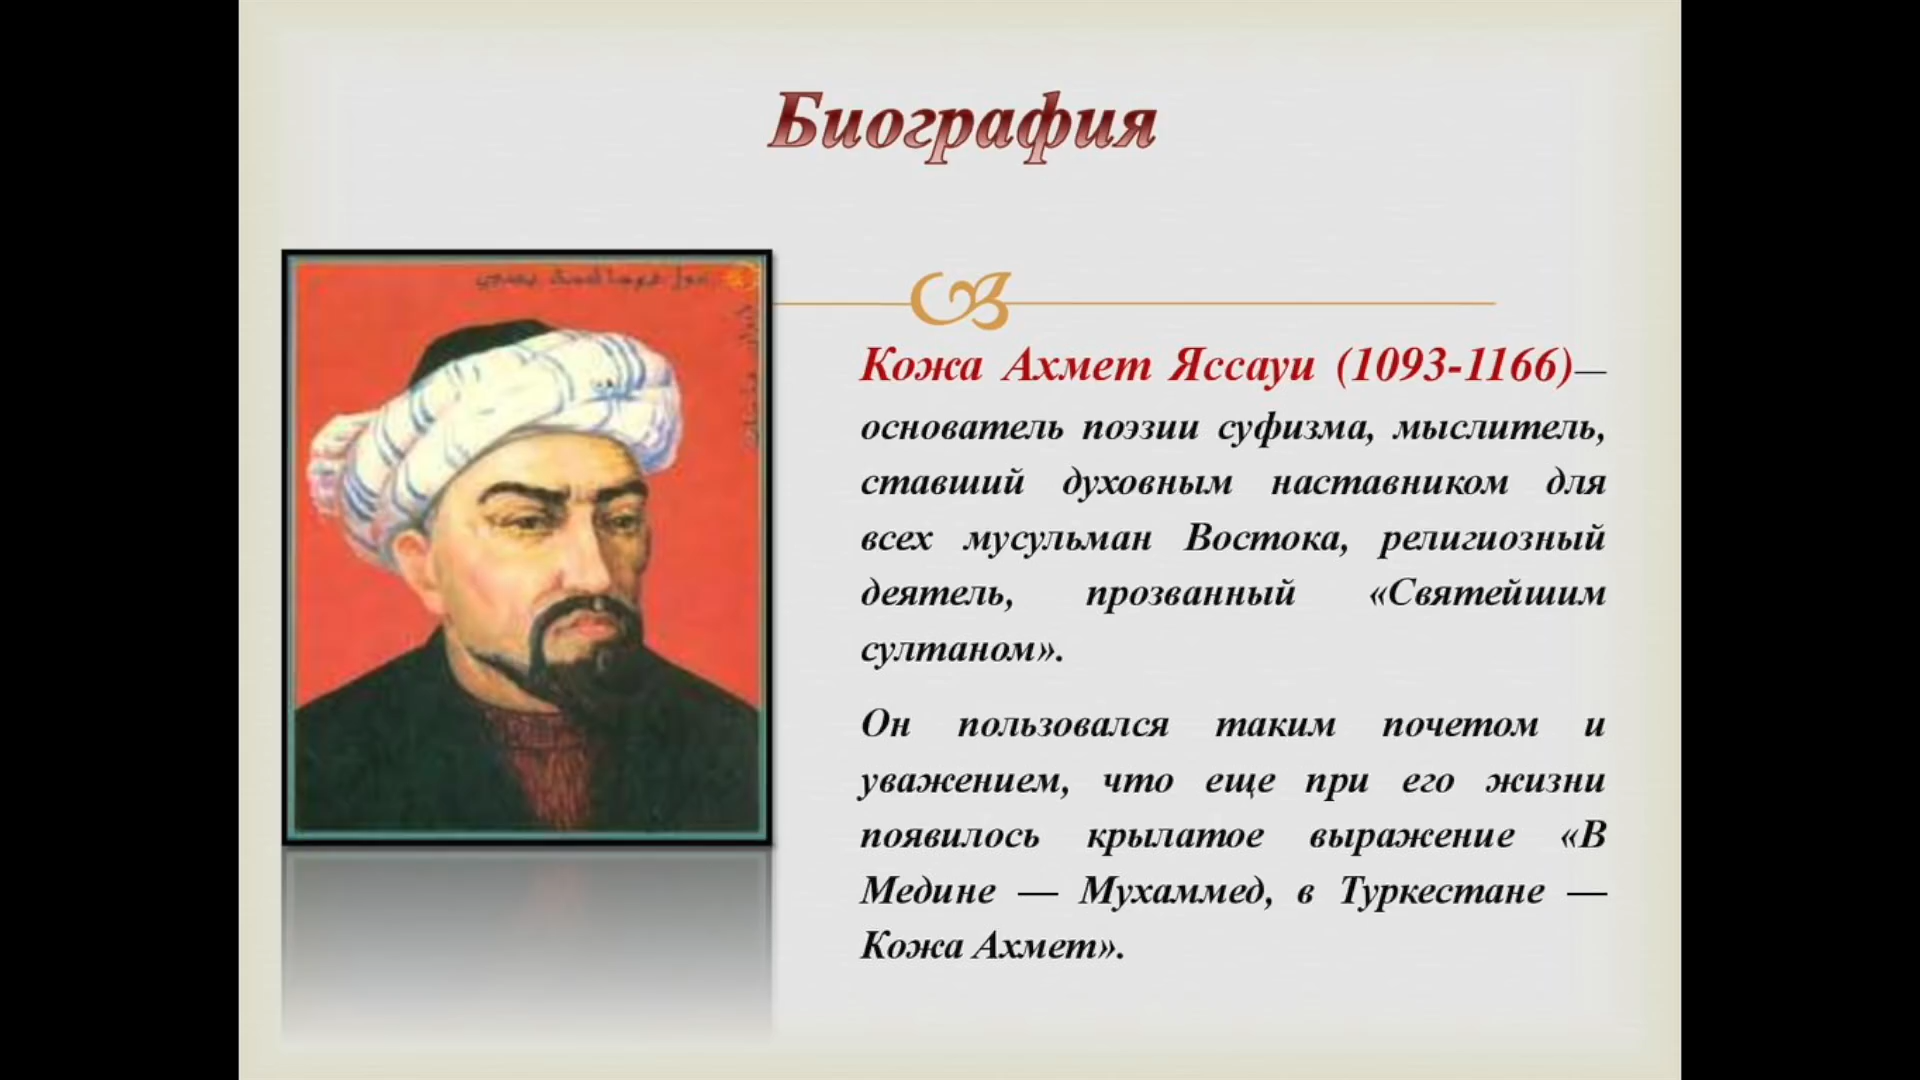 Биография
Кожа Ахмет Яссауи (1093-1166)—
основатель поэзии суфизма, мыслитель,
ставший духовным наставником для
всех мусульман Востока, религиозный
деятель, прозванный «Святейшим
султаном».
Он пользовался таким почетом и
уважением, что еще при его жизни
появилось крылатое выражение «В
Медине — Мухаммед, в Туркестане —
Кожа Ахмет».